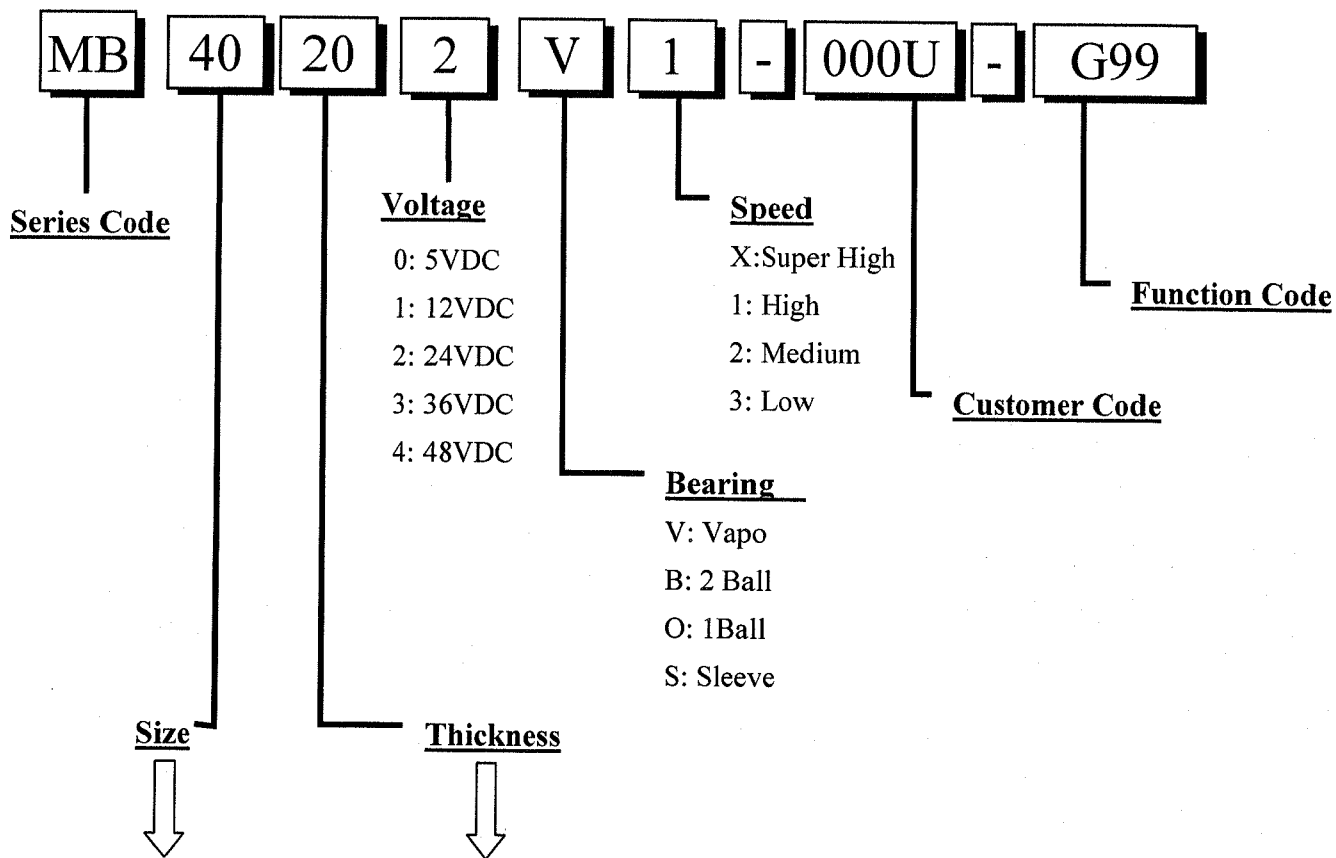 MB 40 20 2 V 1 - 000U - G99
Series Code
Voltage
0: 5VDC
1: 12VDC
2: 24VDC
3: 36VDC
4: 48VDC
Speed
X:Super High
1: High
2: Medium
3: Low
Function Code
Customer Code
Bearing
V: Vapo
B: 2 Ball
O: 1Ball
S: Sleeve
Size
Thickness